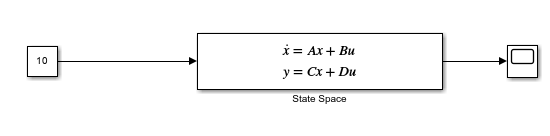 10
ẋ = Ax + Bu
y = Cx + Du
State Space